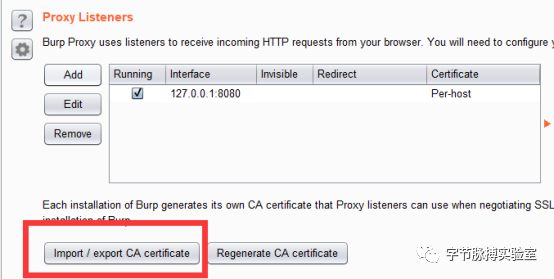 Proxy Listeners
Burp Proxy uses listeners to receive incoming HTTP requests from your browser. You will need to configure
Add
Running Interface Invisible Redirect Certificate
127.0.0.1:8080 Per-host
Edit
Remove
Each installation of Burp generates its own CA certificate that Proxy listeners can use when negotiating SSL
installation of Burp.
Import / export CA certificate Regenerate CA certificate
字节脉搏实验室